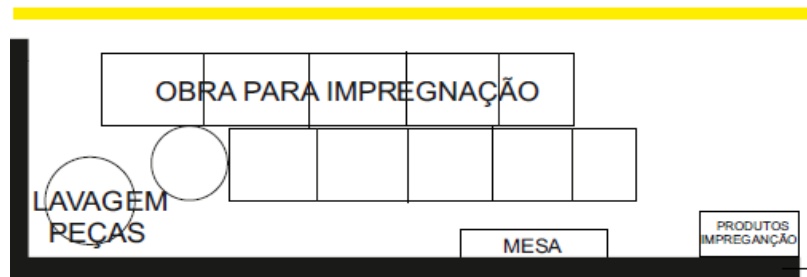 OBRA PARA IMPREGNAÇÃO
LAVAGEM
PEÇAS
MESA
PRODUTOS
IMPREGANÇÃO